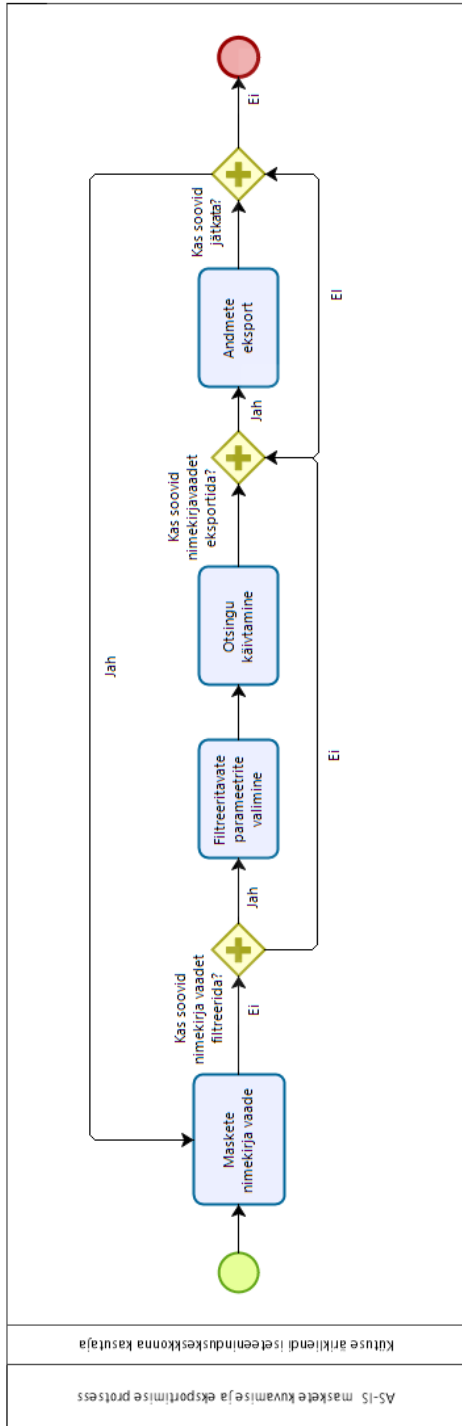 AS-IS maskete kuvamise ja eksportimise protsess
Kütuse ärikliendi iseteeninduskeskkonna kasutaja
Maskete
nimekirja vaade
Ei
Kas soovid
nimekirja vaadet
filtreerida?
Jah
Filtreeritavate
parameetrite
valimine
Otsingu
käivtamine
Kas soovid
nimekirjavaadet
eksportida?
Jah
Andmete
eksport
Kas soovid
jätkata?
Ei
Jah
Ei
EI